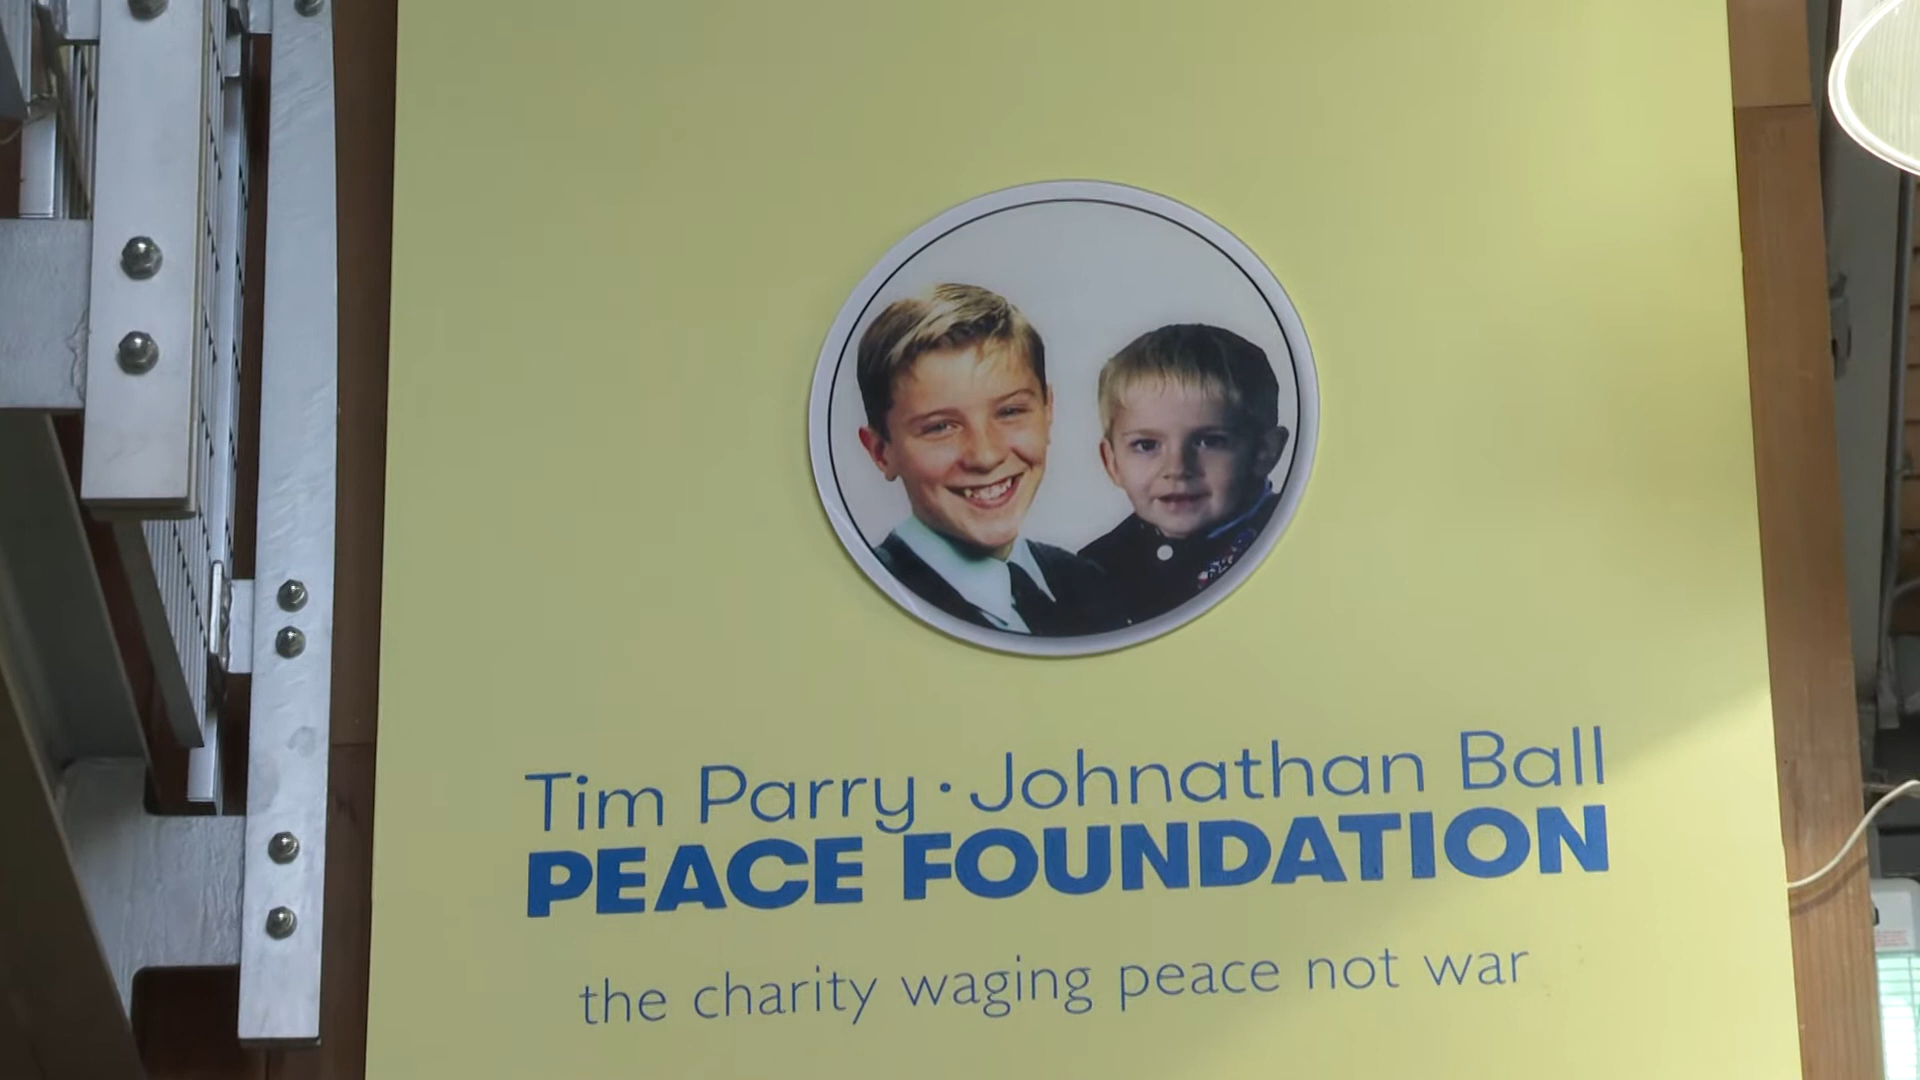 Tim Parry · Johnathan Ball
PEACE FOUNDATION
the charity waging peace not war